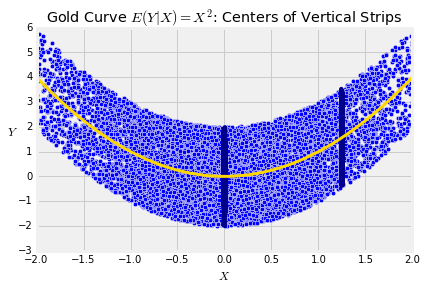 Gold Curve E(Y|X) = X²: Centers of Vertical Strips
6
5
4
3
2
1
0
−1
−2
−3
Y
−2.0 −1.5 −1.0 −0.5 0.0 0.5 1.0 1.5 2.0
X